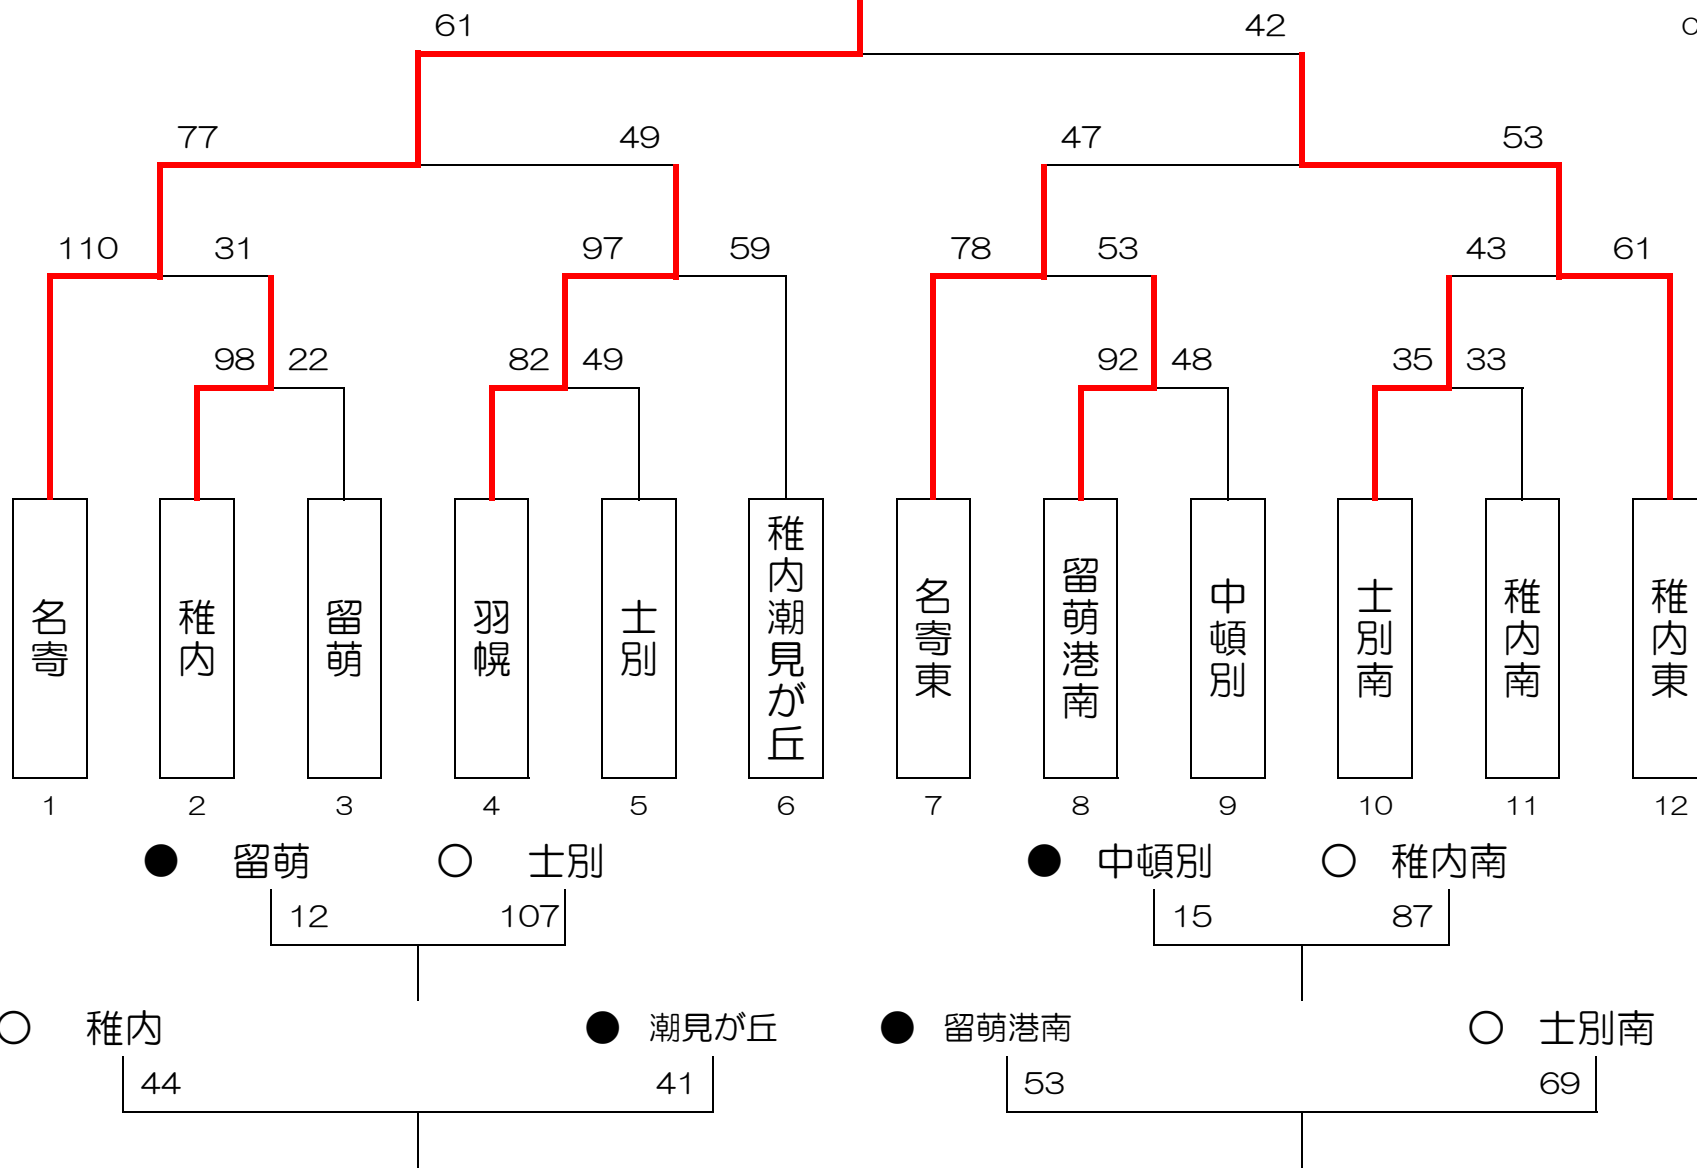 61 42
77 49 47 53
110 31 97 59 78 53 43 61
98 22 82 49 92 48 35 33
名寄
稚内
留萌
羽幌
士別
稚内潮見が丘
名寄東
留萌港南
中頓別
士別南
稚内南
稚内東
1 2 3 4 5 6 7 8 9 10 11 12
● 留萌 ○ 士別 ● 中頓別 ○ 稚内南
12 107 15 87
○ 稚内 ● 潮見が丘 ● 留萌港南 ○ 士別南
44 41 53 69